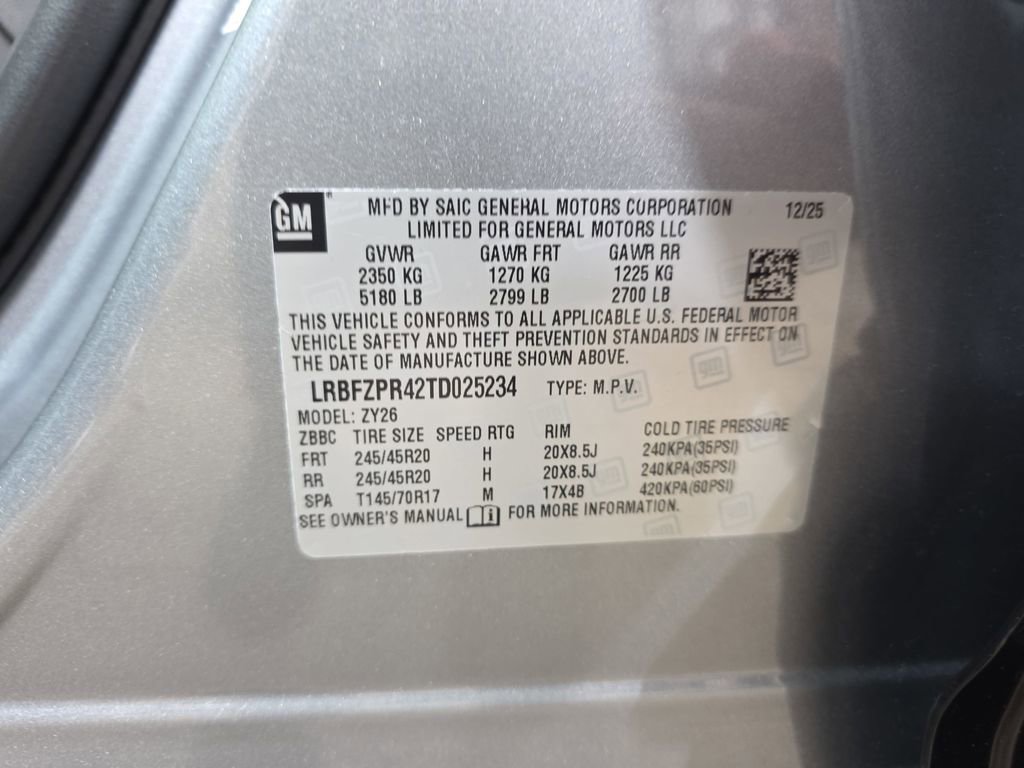 GM
MFD BY SAIC GENERAL MOTORS CORPORATION 12/25
LIMITED FOR GENERAL MOTORS LLC
GVWR GAWR FRT GAWR RR
2350 KG 1270 KG 1225 KG
5180 LB 2799 LB 2700 LB
THIS VEHICLE CONFORMS TO ALL APPLICABLE U.S. FEDERAL MOTOR
VEHICLE SAFETY AND THEFT PREVENTION STANDARDS IN EFFECT ON
THE DATE OF MANUFACTURE SHOWN ABOVE.
LRBFZPR42TD025234 TYPE: M.P.V.
MODEL: ZY26
ZBBC TIRE SIZE SPEED RTG RIM COLD TIRE PRESSURE
FRT 245/45R20 H 20X8.5J 240KPA(35PSI)
RR 245/45R20 H 20X8.5J 240KPA(35PSI)
SPA T145/70R17 M 17X4B 420KPA(60PSI)
SEE OWNER'S MANUAL FOR MORE INFORMATION.